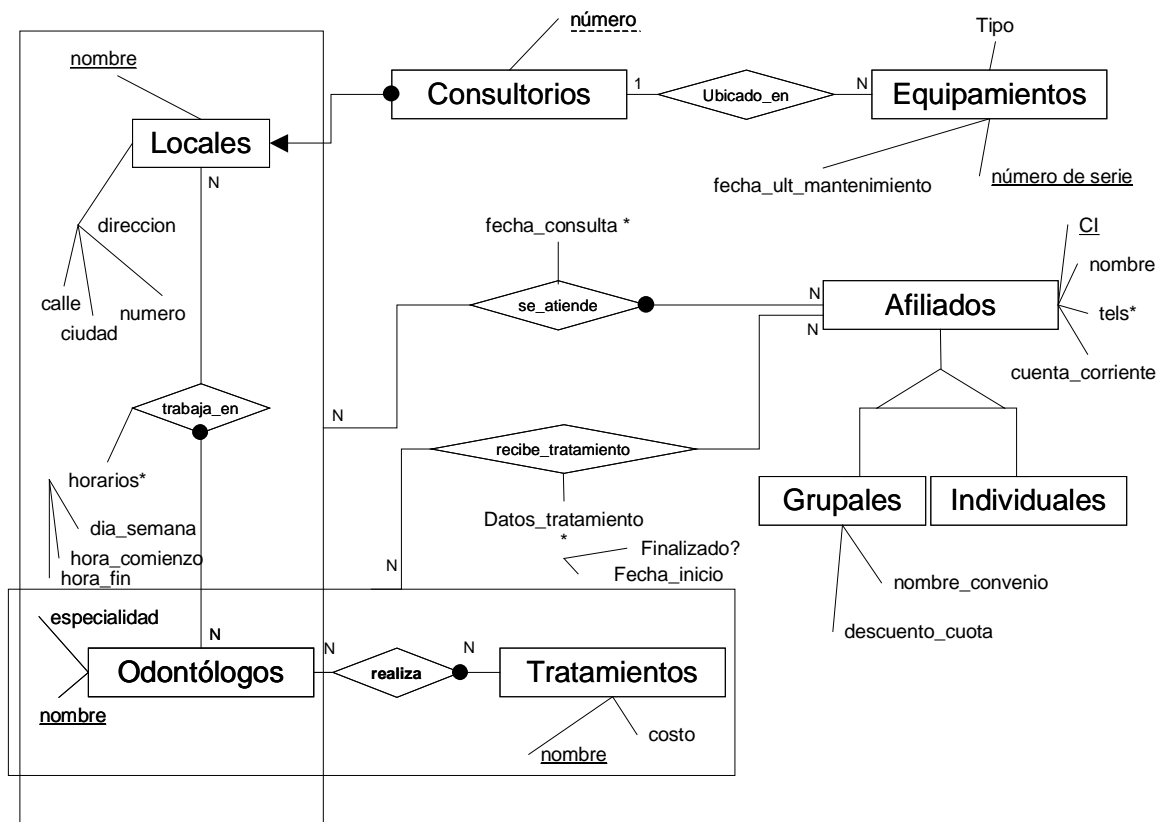 número
Tipo
nombre
Consultorios
1
Ubicado_en
N
Equipamientos
Locales
N
fecha_ult_mantenimiento
número de serie
direccion
fecha_consulta *
CI
nombre
calle
numero
ciudad
se_atiende
N
Afiliados
tels*
N
cuenta_corriente
trabaja_en
N
recibe_tratamiento
horarios*
Grupales
Individuales
dia_semana
Datos_tratamiento
*
hora_comienzo
N
Finalizado?
hora_fin
Fecha_inicio
nombre_convenio
especialidad
descuento_cuota
N
N
N
Odontólogos
realiza
Tratamientos
nombre
costo
nombre